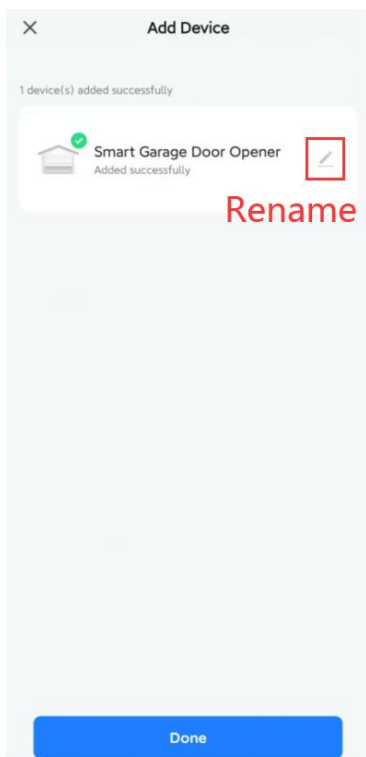 Add Device
1 device(s) added successfully
Smart Garage Door Opener
Added successfully
Rename
Done